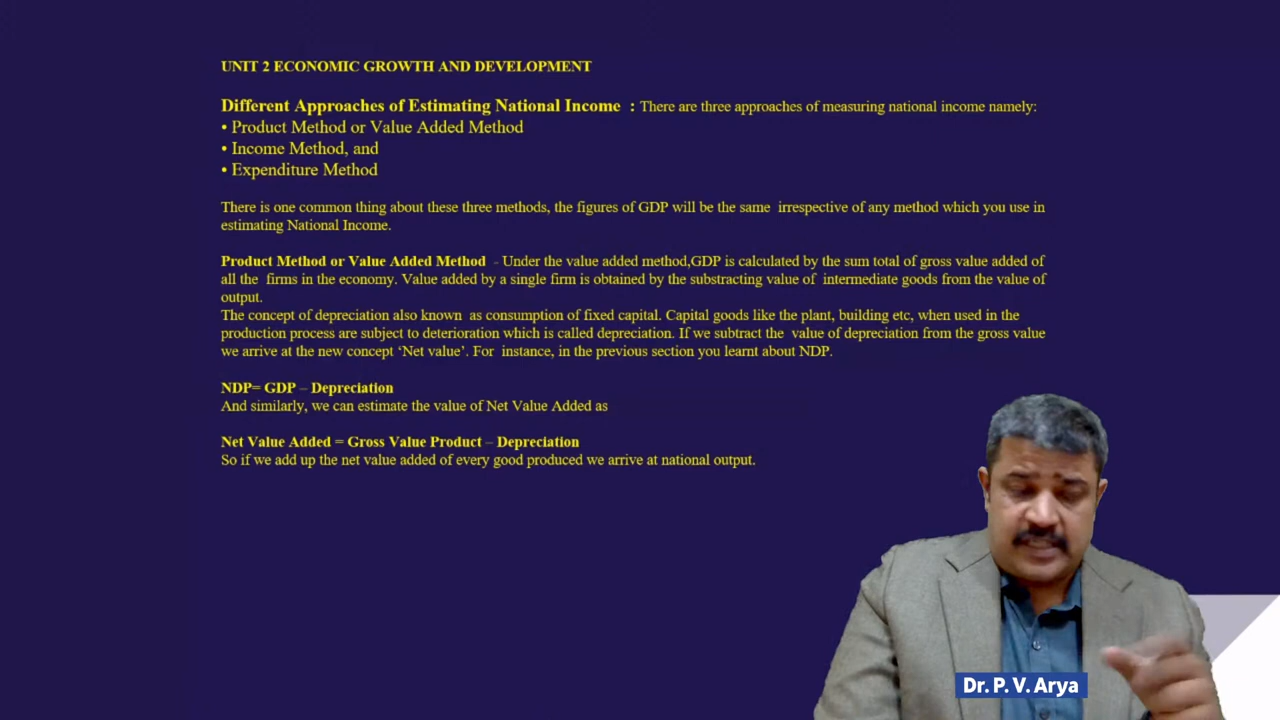 UNIT 2 ECONOMIC GROWTH AND DEVELOPMENT
Different Approaches of Estimating National Income : There are three approaches of measuring national income namely:
• Product Method or Value Added Method
• Income Method, and
• Expenditure Method
There is one common thing about these three methods, the figures of GDP will be the same irrespective of any method which you use in
estimating National Income.
Product Method or Value Added Method - Under the value added method,GDP is calculated by the sum total of gross value added of
all the firms in the economy. Value added by a single firm is obtained by the substracting value of intermediate goods from the value of
output.
The concept of depreciation also known as consumption of fixed capital. Capital goods like the plant, building etc, when used in the
production process are subject to deterioration which is called depreciation. If we subtract the value of depreciation from the gross value
we arrive at the new concept ‘Net value’. For instance, in the previous section you learnt about NDP.
NDP= GDP – Depreciation
And similarly, we can estimate the value of Net Value Added as
Net Value Added = Gross Value Product – Depreciation
So if we add up the net value added of every good produced we arrive at national output.
Dr. P. V. Arya